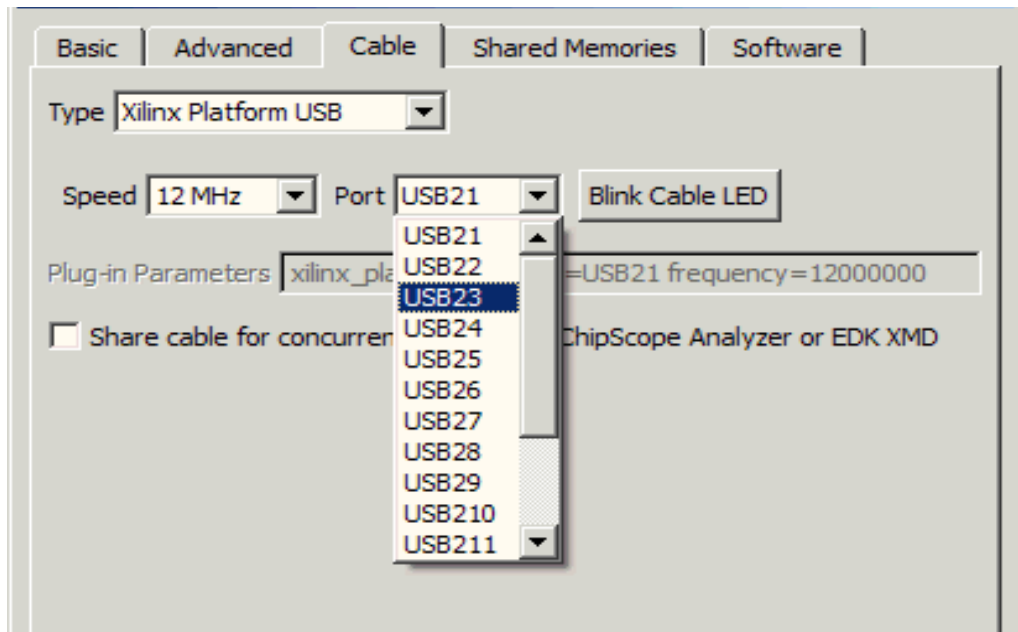 Basic Advanced Cable Shared Memories Software
Type Xilinx Platform USB
Speed 12 MHz Port USB21 Blink Cable LED
USB21
USB22
Plug-in Parameters xilinx_pla =USB21 frequency=12000000
USB23
USB24
Share cable for concurren ChipScope Analyzer or EDK XMD
USB25
USB26
USB27
USB28
USB29
USB210
USB211